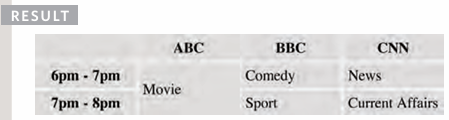 RESULT
ABC BBC CNN
6pm - 7pm Movie Comedy News
7pm - 8pm Sport Current Affairs